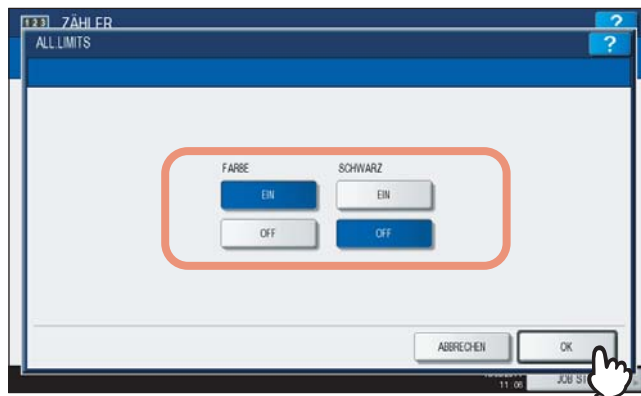 123 ZÄHLER ?
ALL.LIMITS ?
FARBE SCHWARZ
EIN EIN
OFF OFF
ABBRECHEN OK
11:06 JOB ST